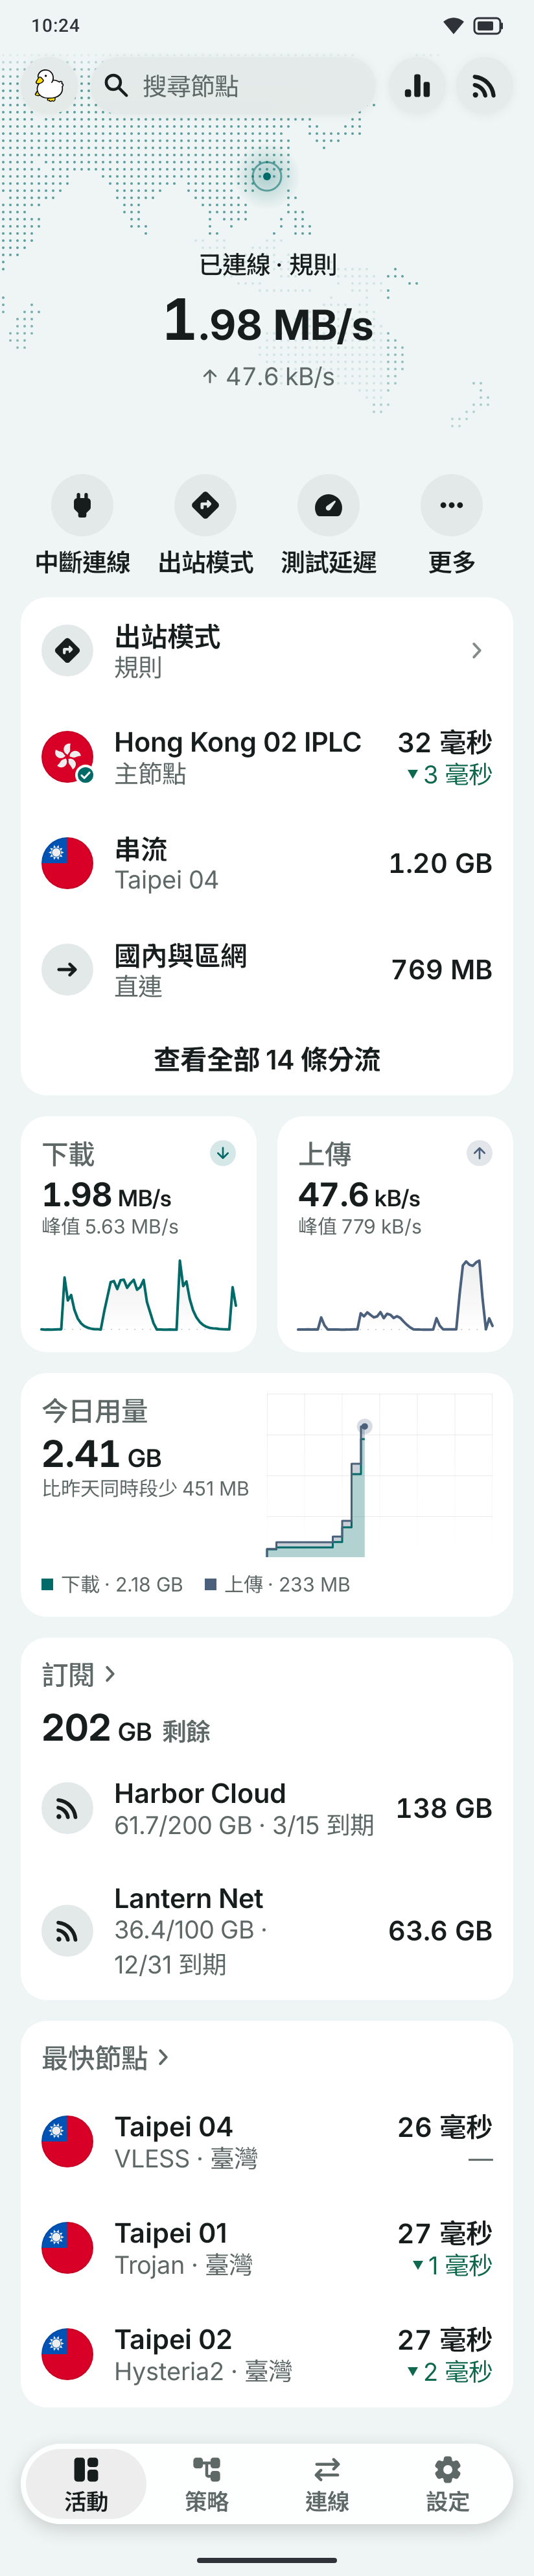 10:24
搜尋節點
已連線 · 規則
1.98 MB/s
↑ 47.6 kB/s
中斷連線 出站模式 測試延遲 更多
出站模式
規則
Hong Kong 02 IPLC 32 毫秒
主節點 ▼3 毫秒
串流
Taipei 04 1.20 GB
國內與區網
直連 769 MB
查看全部 14 條分流
下載 上傳
1.98 MB/s 47.6 kB/s
峰值 5.63 MB/s 峰值 779 kB/s
今日用量
2.41 GB
比昨天同時段少 451 MB
下載 · 2.18 GB 上傳 · 233 MB
訂閱
202 GB 剩餘
Harbor Cloud
61.7/200 GB · 3/15 到期 138 GB
Lantern Net
36.4/100 GB · 63.6 GB
12/31 到期
最快節點
Taipei 04 26 毫秒
VLESS · 臺灣 —
Taipei 01 27 毫秒
Trojan · 臺灣 ▼1 毫秒
Taipei 02 27 毫秒
Hysteria2 · 臺灣 ▼2 毫秒
活動 策略 連線 設定